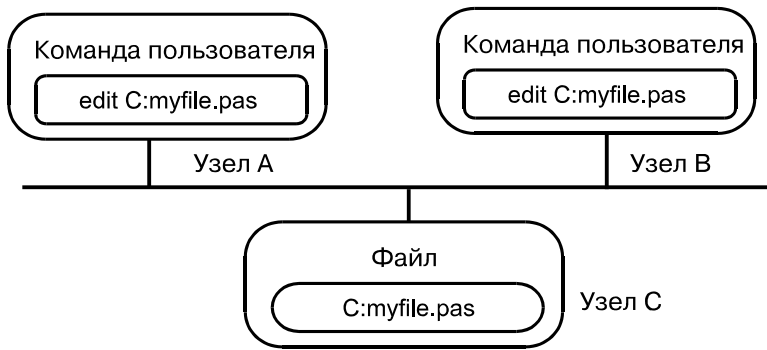 Команда пользователя
edit C:myfile.pas
Узел A
Команда пользователя
edit C:myfile.pas
Узел B
Файл
C:myfile.pas
Узел C